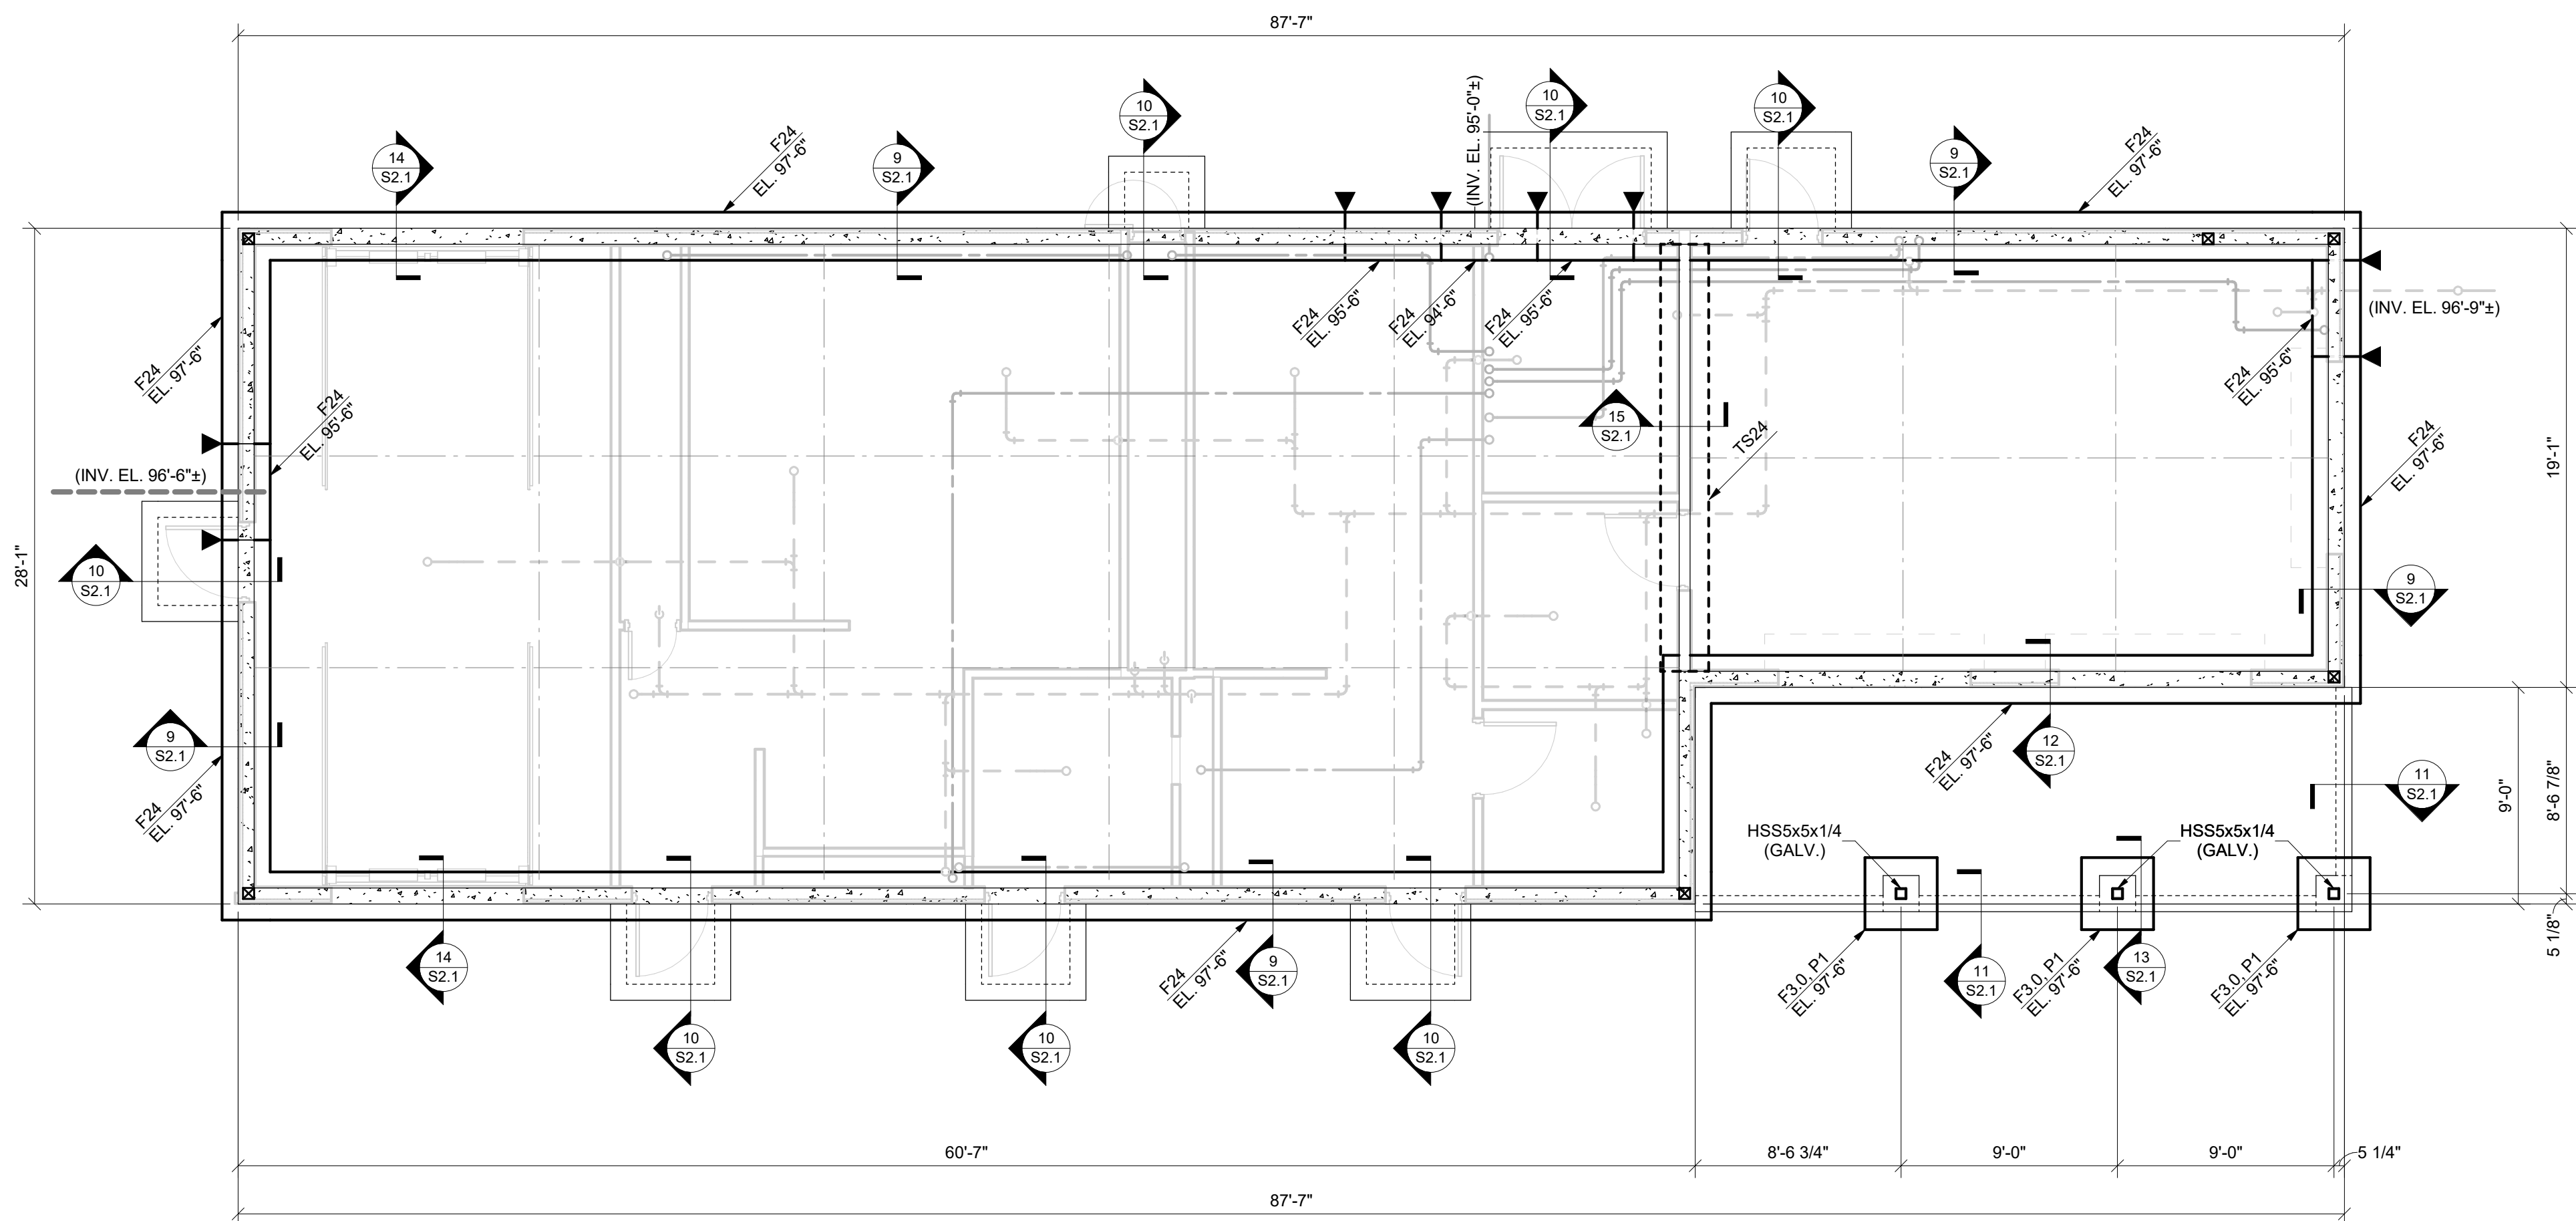 87'-7"
10
S2.1
(INV. EL. 95'-0"±)
10
S2.1
10
S2.1
14
S2.1
F24
EL. 97'-6"
9
S2.1
9
S2.1
F24
EL. 97'-6"
F24
EL. 95'-6"
F24
EL. 94'-6"
F24
EL. 95'-6"
(INV. EL. 96'-9"±)
F24
EL. 97'-6"
F24
EL. 95'-6"
F24
EL. 95'-6"
15
S2.1
TS24
F24
EL. 97'-6"
19'-1"
(INV. EL. 96'-6"±)
28'-1"
10
S2.1
9
S2.1
9
S2.1
F24
EL. 97'-6"
12
S2.1
F24
EL. 97'-6"
11
S2.1
9'-0"
8'-6 7/8"
HSS5x5x1/4
(GALV.)
HSS5x5x1/4
(GALV.)
5 1/8"
14
S2.1
F24
EL. 97'-6"
9
S2.1
F3.0, P1
EL. 97'-6"
11
S2.1
F3.0, P1
EL. 97'-6"
13
S2.1
F3.0, P1
EL. 97'-6"
10
S2.1
10
S2.1
10
S2.1
60'-7"
8'-6 3/4"
9'-0"
9'-0"
5 1/4"
87'-7"